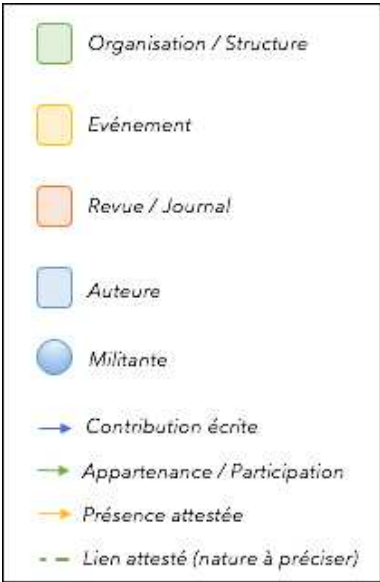 Organisation / Structure
Evénement
Revue / Journal
Auteure
Militante
Contribution écrite
Appartenance / Participation
Présence attestée
Lien attesté (nature à préciser)